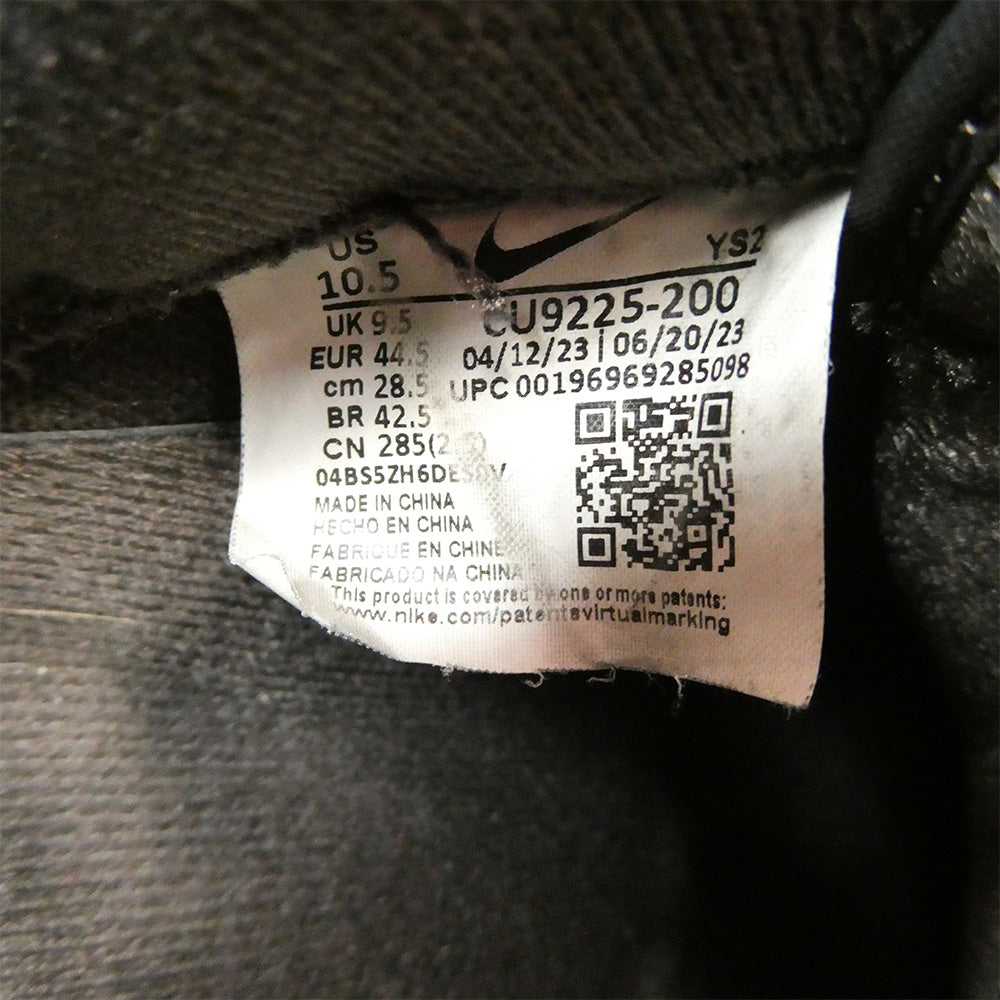 US
10.5
YS2
UK 9.5
CU9225-200
EUR 44.5
04/12/23 | 06/20/23
cm 28.5
UPC 00196969285098
BR 42.5
CN 285(2
04BS5ZH6DESDV
MADE IN CHINA
HECHO EN CHINA
FABRIQUE EN CHINE
FABRICADO NA CHINA
This product is covered by one or more patents:
www.nike.com/patentsvirtualmarking